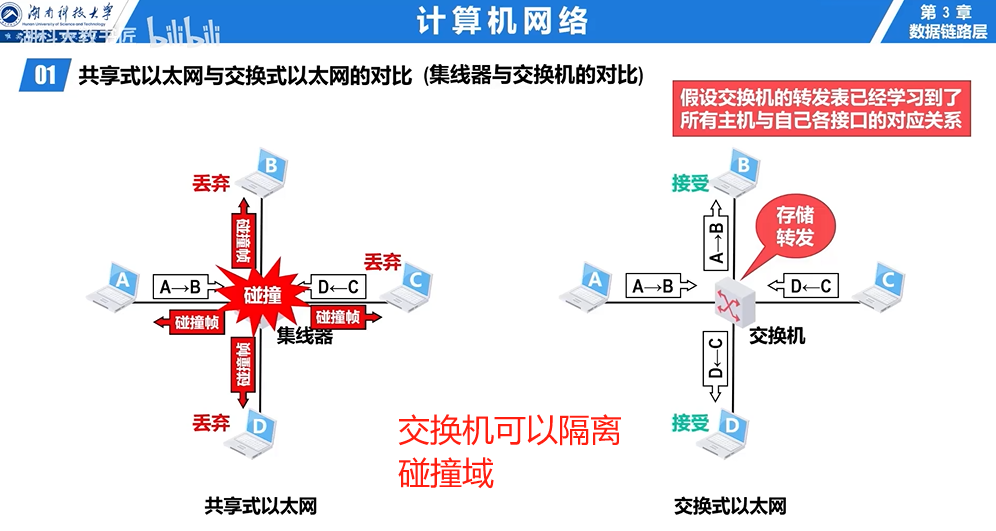 湖南科技大学
Hunan University of Science and Technology
计算机网络
第 3 章
数据链路层
湖科大教书匠 bilibili
01 共享式以太网与交换式以太网的对比 (集线器与交换机的对比)
假设交换机的转发表已经学习到了
所有主机与自己各接口的对应关系
丢弃
B
碰撞帧
A
A→B
碰撞
D←C
丢弃
C
碰撞帧
碰撞帧
集线器
碰撞帧
丢弃
D
共享式以太网
接受
B
A→B
存储
转发
A
A→B
D←C
C
交换机
D←C
接受
D
交换式以太网
交换机可以隔离
碰撞域